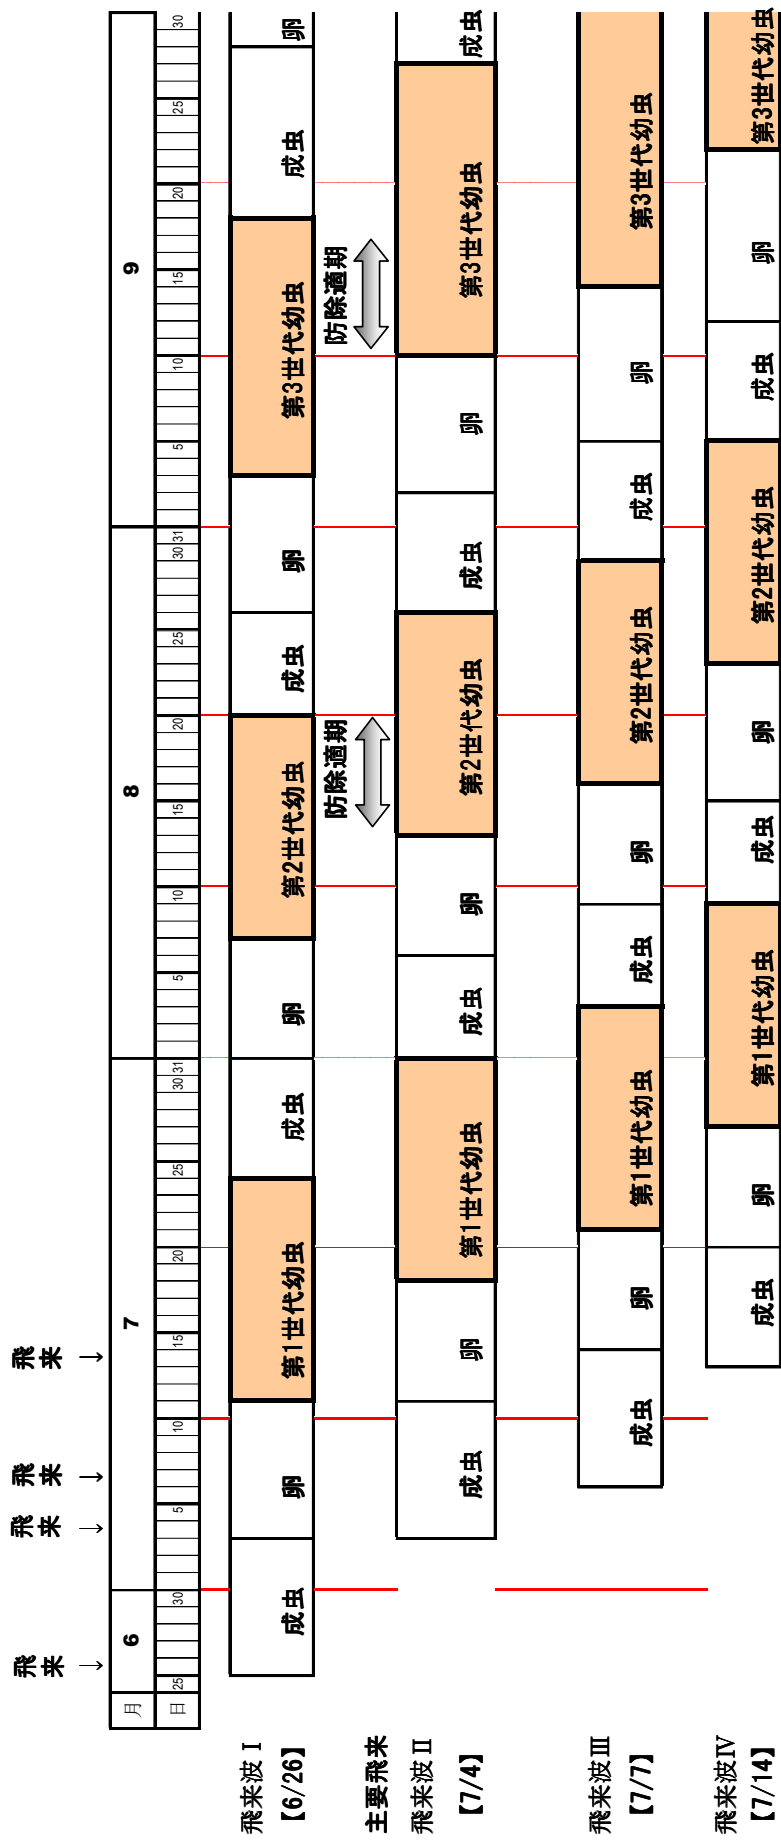 飛来 飛来 飛来 飛来
↓ ↓ ↓ ↓
月 6 7 8 9
日 25 30 5 10 15 20 25 30 31 5 10 15 20 25 30 31 5 10 15 20 25 30
飛来波Ⅰ
【6/26】
成虫 卵 第1世代幼虫 成虫 卵 第2世代幼虫 成虫 卵 第3世代幼虫 成虫 卵
防除適期 防除適期
主要飛来
飛来波Ⅱ
【7/4】
成虫 卵 第1世代幼虫 成虫 卵 第2世代幼虫 成虫 卵 第3世代幼虫 成虫
飛来波Ⅲ
【7/7】
成虫 卵 第1世代幼虫 成虫 卵 第2世代幼虫 成虫 卵 第3世代幼虫
飛来波Ⅳ
【7/14】
成虫 卵 第1世代幼虫 成虫 卵 第2世代幼虫 成虫 卵 第3世代幼虫